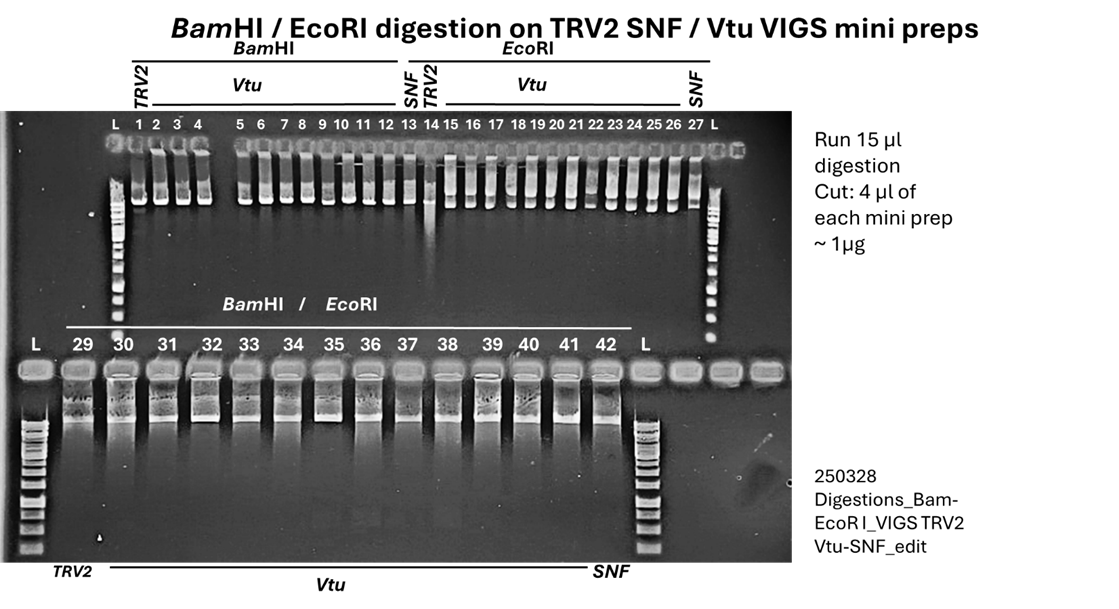 BamHI / EcoRI digestion on TRV2 SNF / Vtu VIGS mini preps
BamHI EcoRI
TRV2 Vtu SNF TRV2 Vtu SNF
L 1 2 3 4 5 6 7 8 9 10 11 12 13 14 15 16 17 18 19 20 21 22 23 24 25 26 27 L
Run 15 µl
digestion
Cut: 4 µl of
each mini prep
~ 1µg
BamHI / EcoRI
L 29 30 31 32 33 34 35 36 37 38 39 40 41 42 L
250328
Digestions_Bam-
EcoR I_VIGS TRV2
Vtu-SNF_edit
TRV2 Vtu SNF